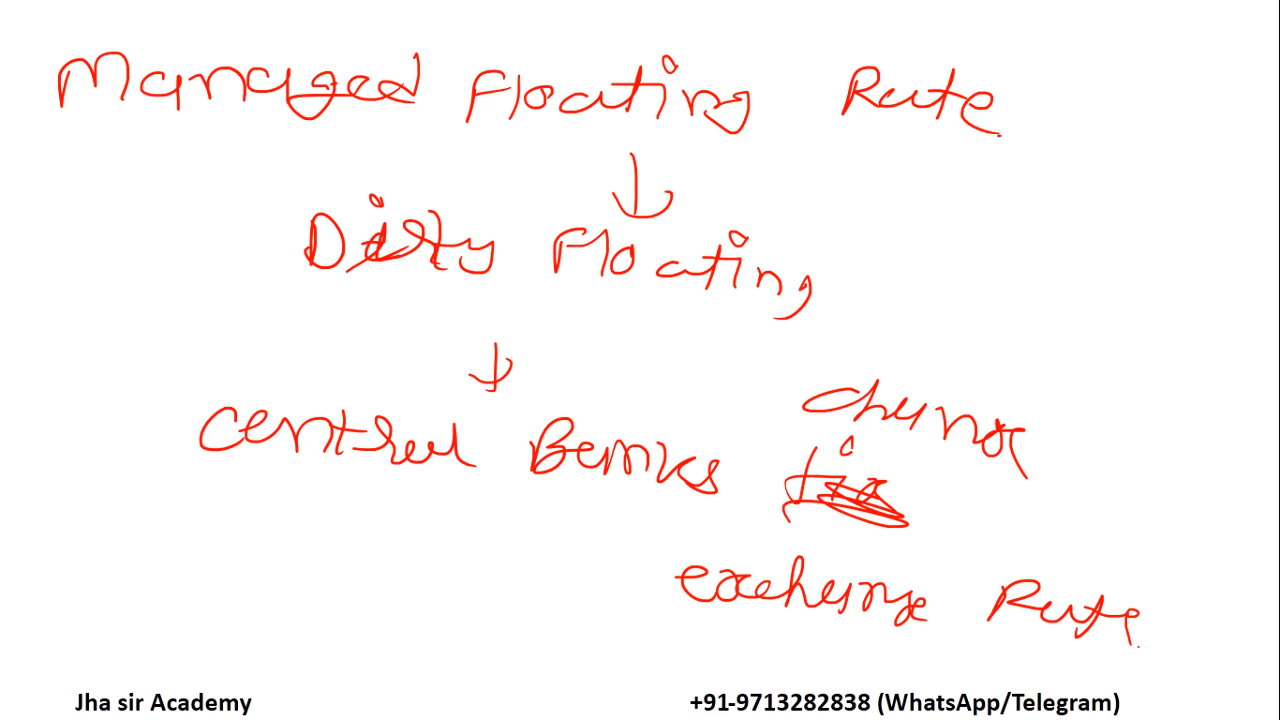 Managed Floating Rate
Dirty Floating
Central Banks change
exchange Rate
Jha sir Academy
+91-9713282838 (WhatsApp/Telegram)